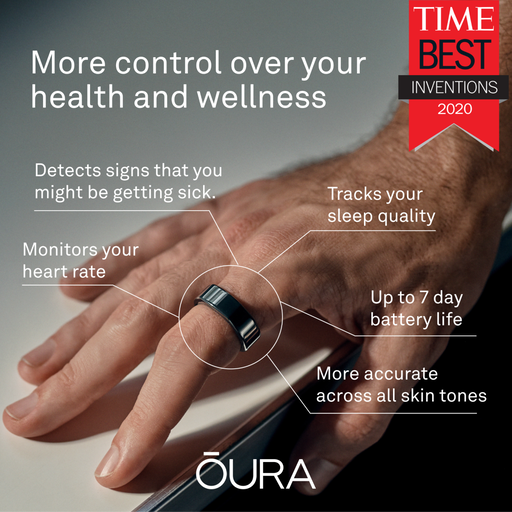 TIME
BEST
INVENTIONS
2020
More control over your
health and wellness
Detects signs that you
might be getting sick.
Tracks your
sleep quality
Monitors your
heart rate
Up to 7 day
battery life
More accurate
across all skin tones
ŌURA